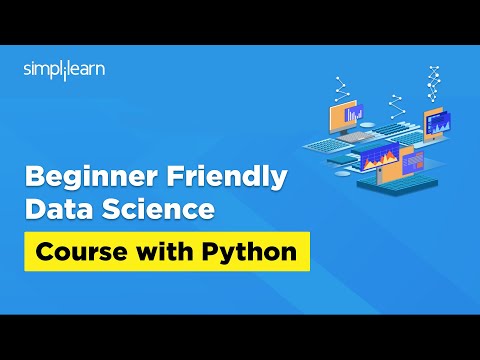 simplilearn
Beginner Friendly
Data Science
Course with Python